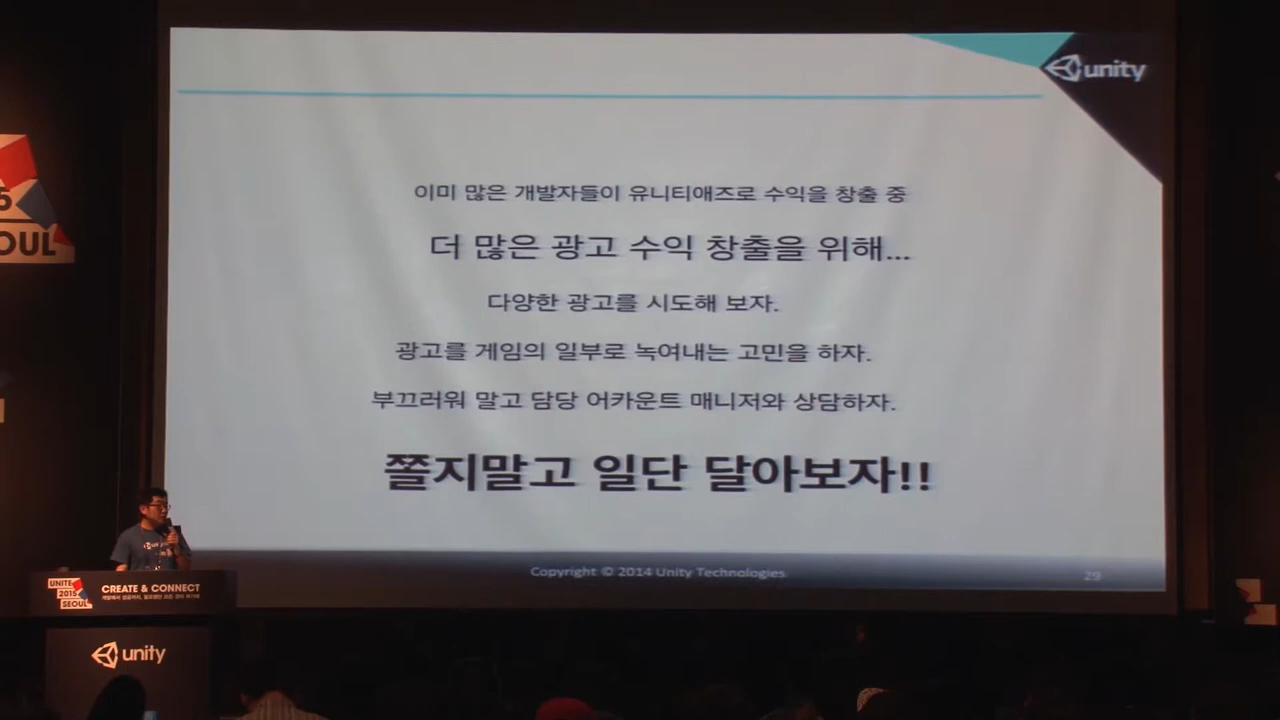 unity
이미 많은 개발자들이 유니티애즈로 수익을 창출 중
더 많은 광고 수익 창출을 위해...
다양한 광고를 시도해 보자.
광고를 게임의 일부로 녹여내는 고민을 하자.
부끄러워 말고 담당 어카운트 매니저와 상담하자.
쫄지말고 일단 달아보자!!
Copyright © 2014 Unity Technologies
29
5
OUL
UNITE
2015
SEOUL
CREATE & CONNECT
unity